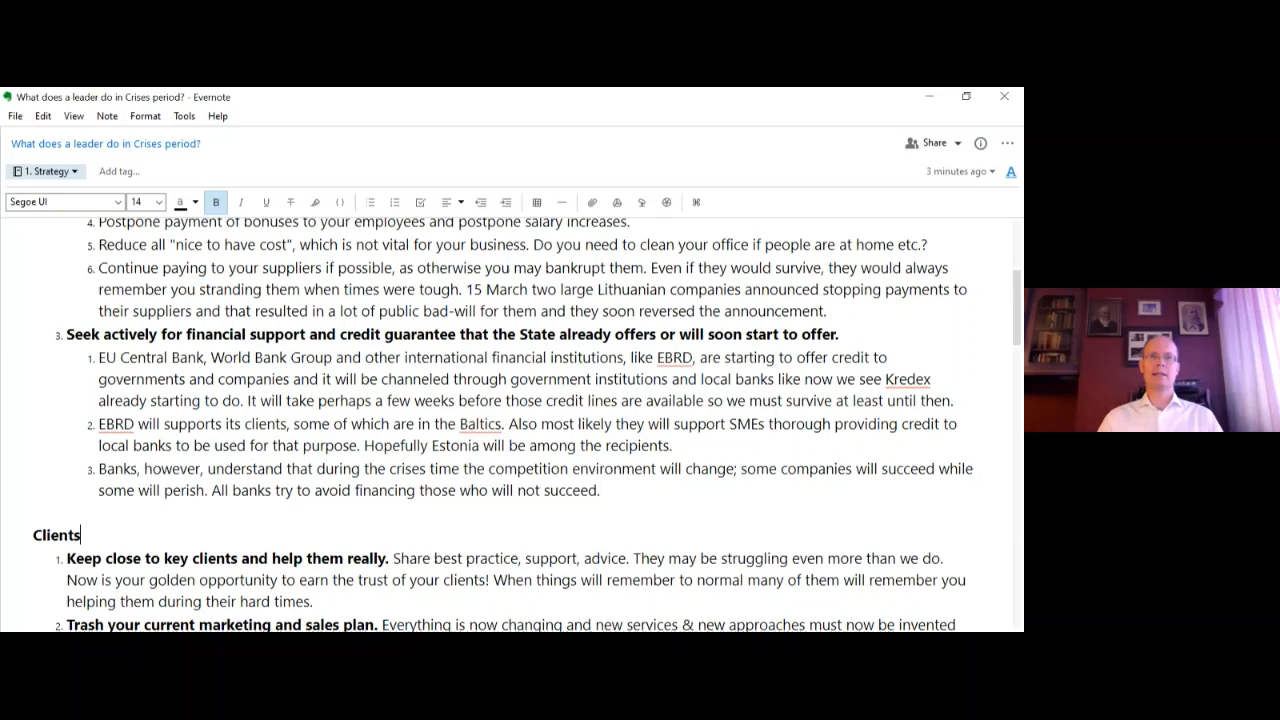 What does a leader do in Crises period? - Evernote
File Edit View Note Format Tools Help
What does a leader do in Crises period?
Share
1. Strategy
Add tag...
3 minutes ago
A
Segoe UI
14
a
B I U T
4. Postpone payment of bonuses to your employees and postpone salary increases.
5. Reduce all "nice to have cost", which is not vital for your business. Do you need to clean your office if people are at home etc.?
6. Continue paying to your suppliers if possible, as otherwise you may bankrupt them. Even if they would survive, they would always
remember you stranding them when times were tough. 15 March two large Lithuanian companies announced stopping payments to
their suppliers and that resulted in a lot of public bad-will for them and they soon reversed the announcement.
3. Seek actively for financial support and credit guarantee that the State already offers or will soon start to offer.
1. EU Central Bank, World Bank Group and other international financial institutions, like EBRD, are starting to offer credit to
governments and companies and it will be channeled through government institutions and local banks like now we see Kredex
already starting to do. It will take perhaps a few weeks before those credit lines are available so we must survive at least until then.
2. EBRD will supports its clients, some of which are in the Baltics. Also most likely they will support SMEs thorough providing credit to
local banks to be used for that purpose. Hopefully Estonia will be among the recipients.
3. Banks, however, understand that during the crises time the competition environment will change; some companies will succeed while
some will perish. All banks try to avoid financing those who will not succeed.
Clients
1. Keep close to key clients and help them really. Share best practice, support, advice. They may be struggling even more than we do.
Now is your golden opportunity to earn the trust of your clients! When things will remember to normal many of them will remember you
helping them during their hard times.
2. Trash your current marketing and sales plan. Everything is now changing and new services & new approaches must now be invented